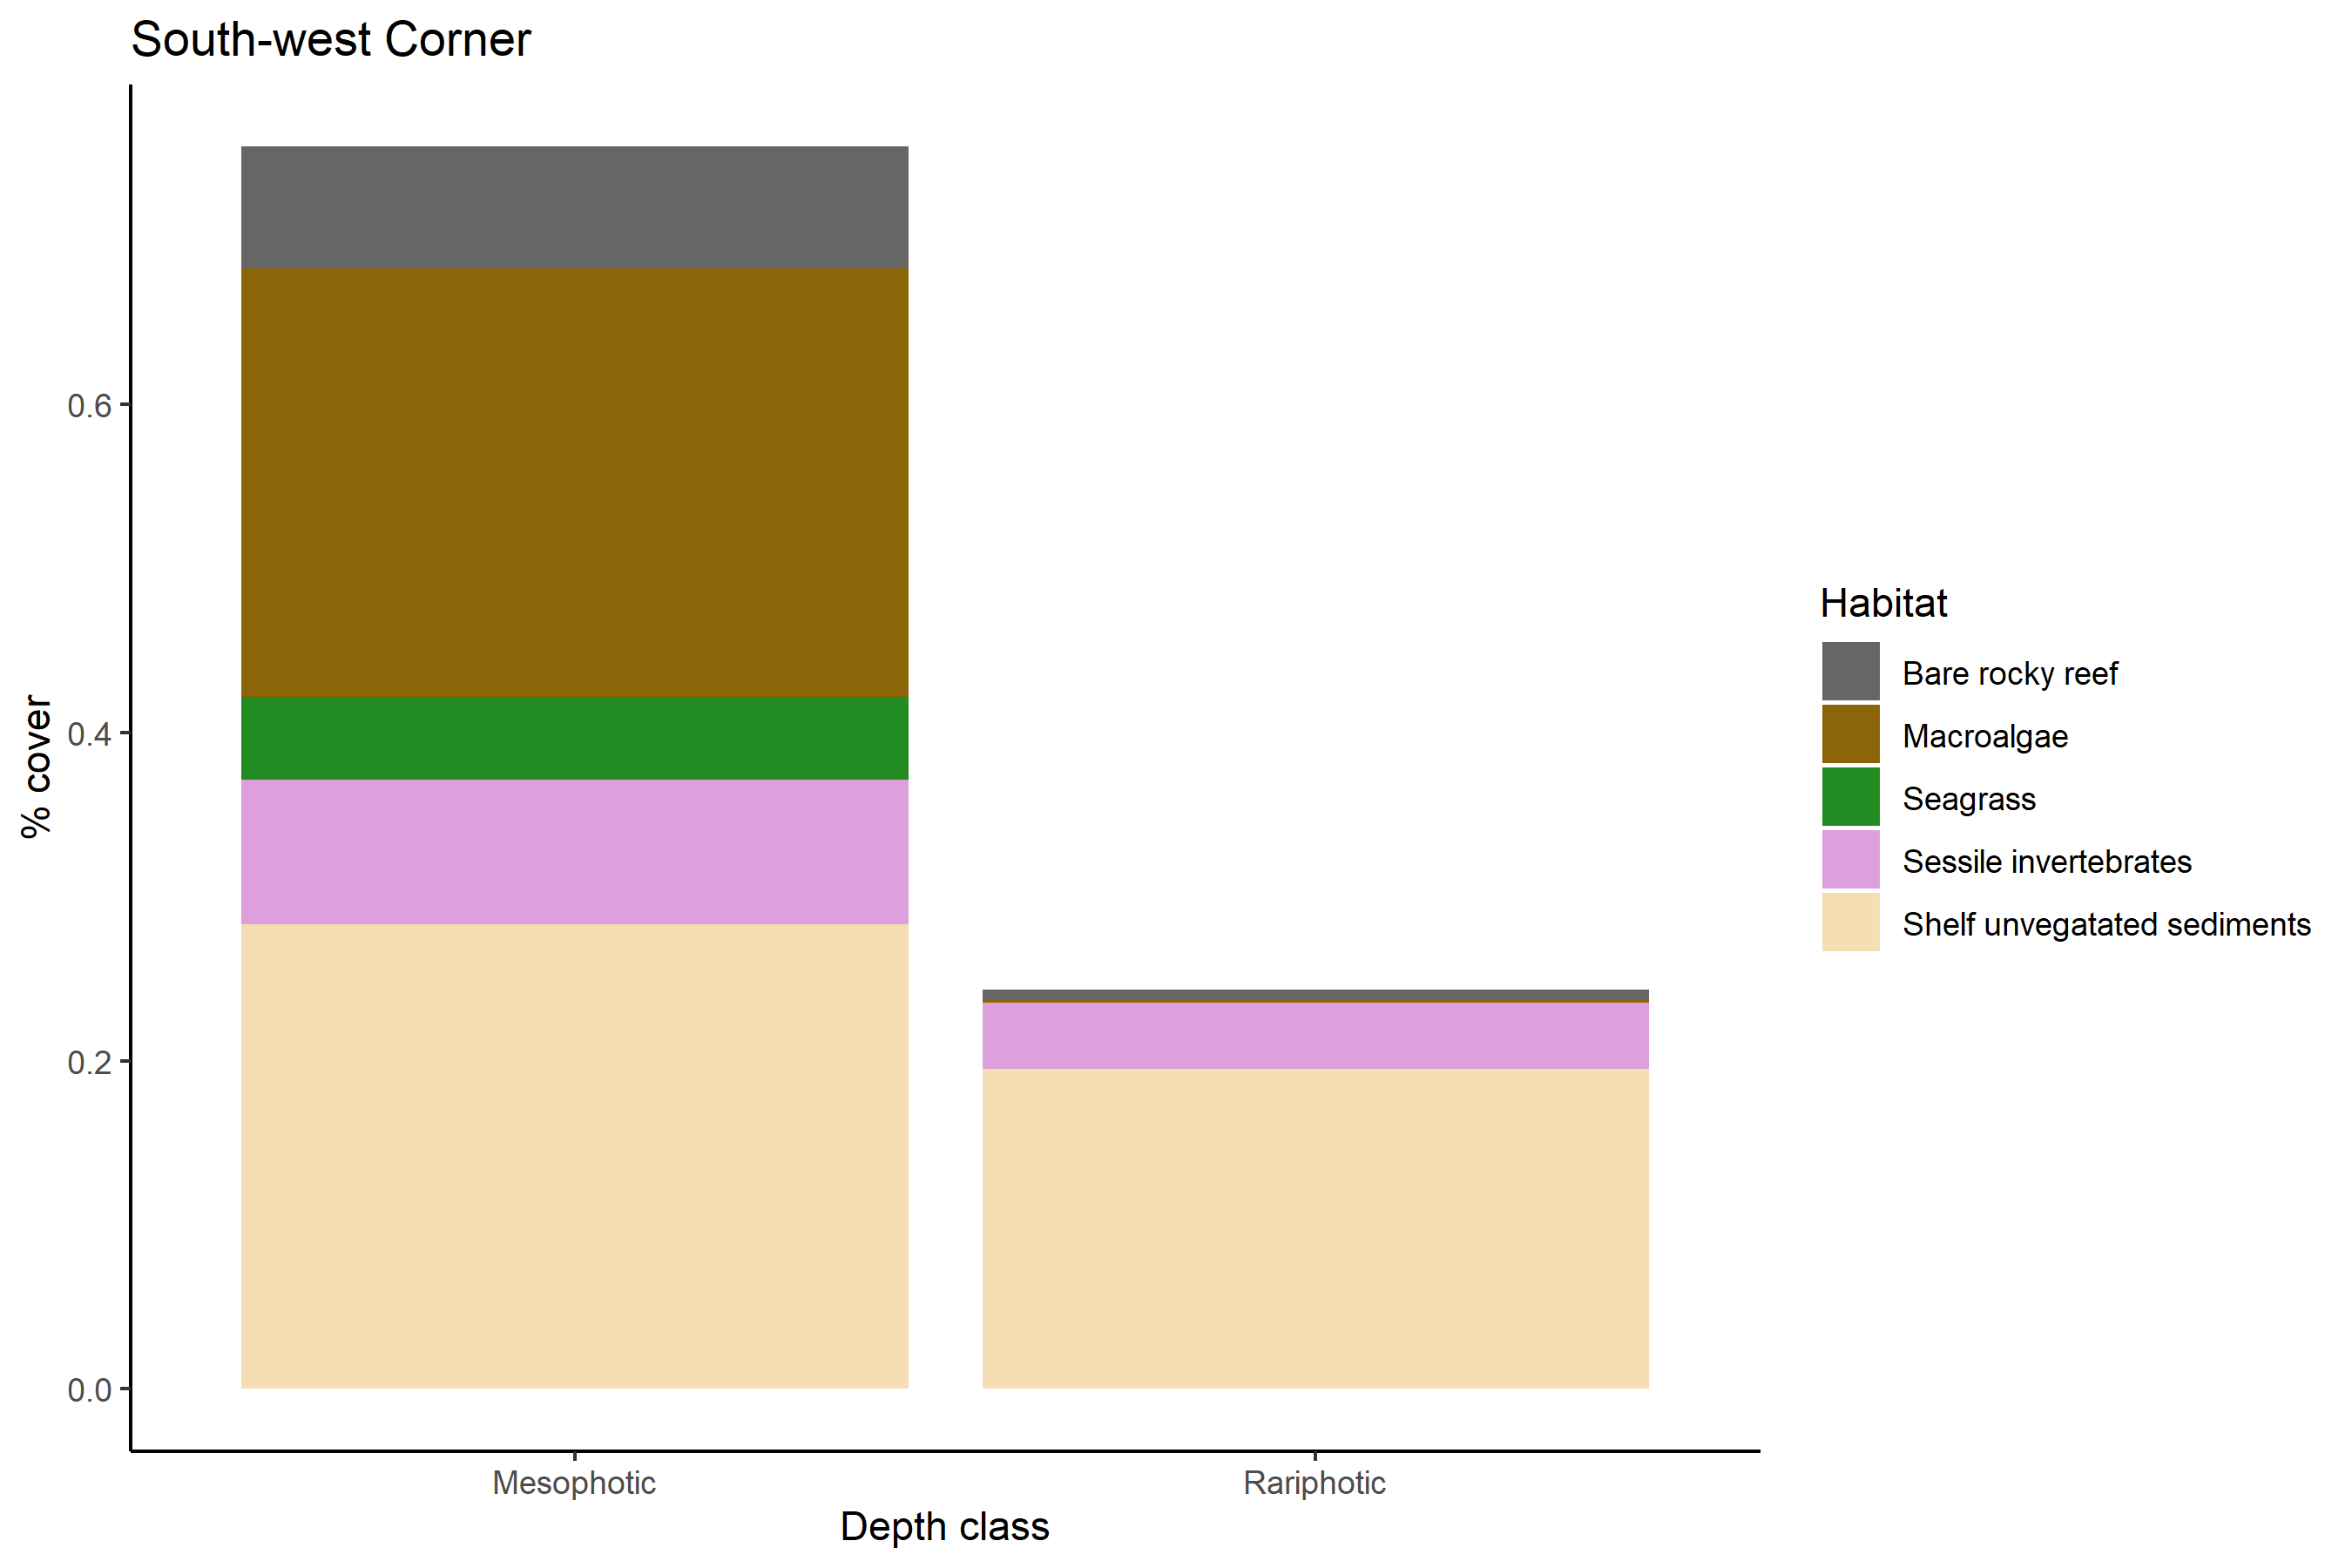 South-west Corner
% cover
0.6
0.4
0.2
0.0
Mesophotic
Rariphotic
Depth class
Habitat
Bare rocky reef
Macroalgae
Seagrass
Sessile invertebrates
Shelf unvegatated sediments